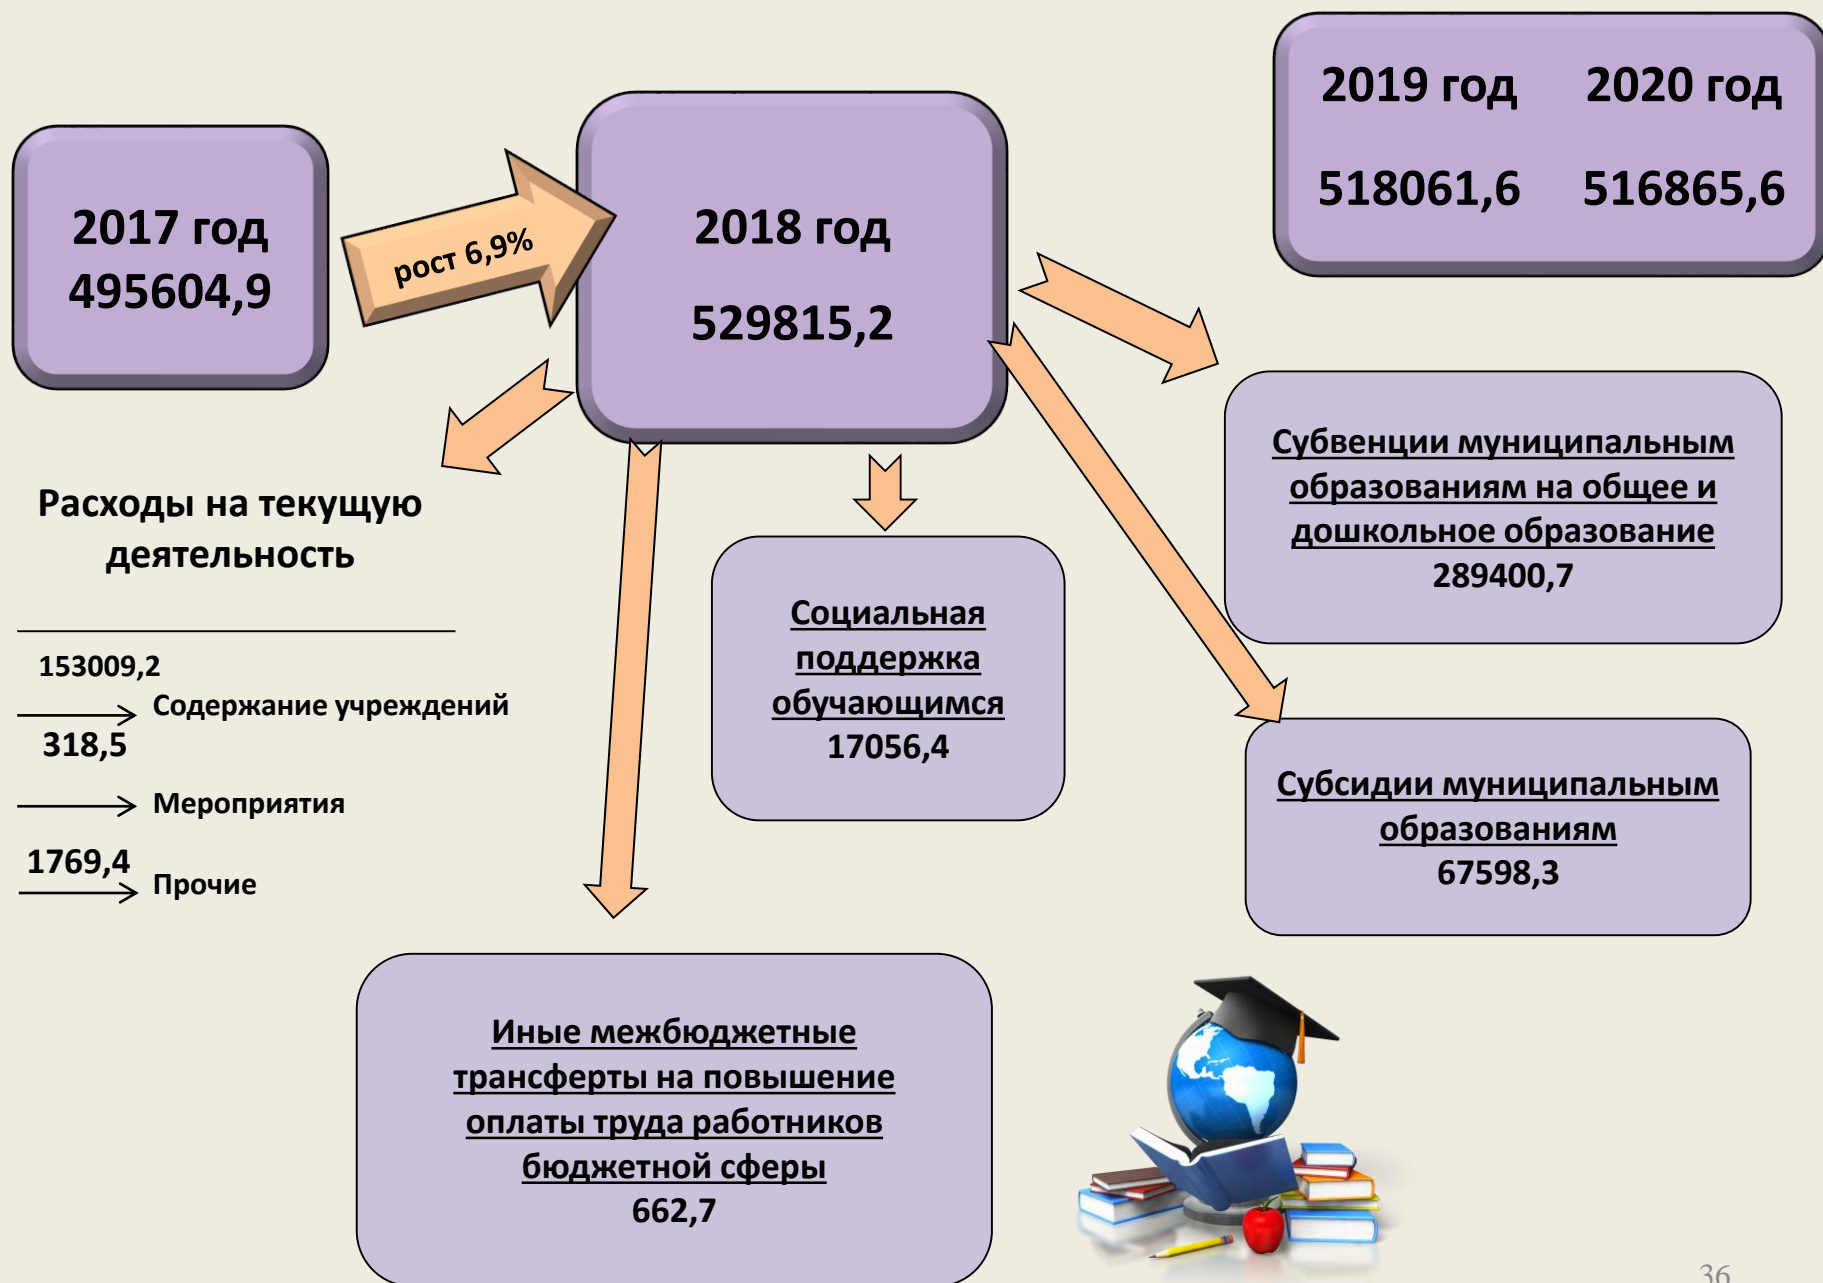 2017 год
495604,9
рост 6,9%
2018 год
529815,2
2019 год 2020 год
518061,6 516865,6
Расходы на текущую
деятельность
153009,2
Содержание учреждений
318,5
Мероприятия
1769,4
Прочие
Социальная
поддержка
обучающимся
17056,4
Субвенции муниципальным
образованиям на общее и
дошкольное образование
289400,7
Субсидии муниципальным
образованиям
67598,3
Иные межбюджетные
трансферты на повышение
оплаты труда работников
бюджетной сферы
662,7
36